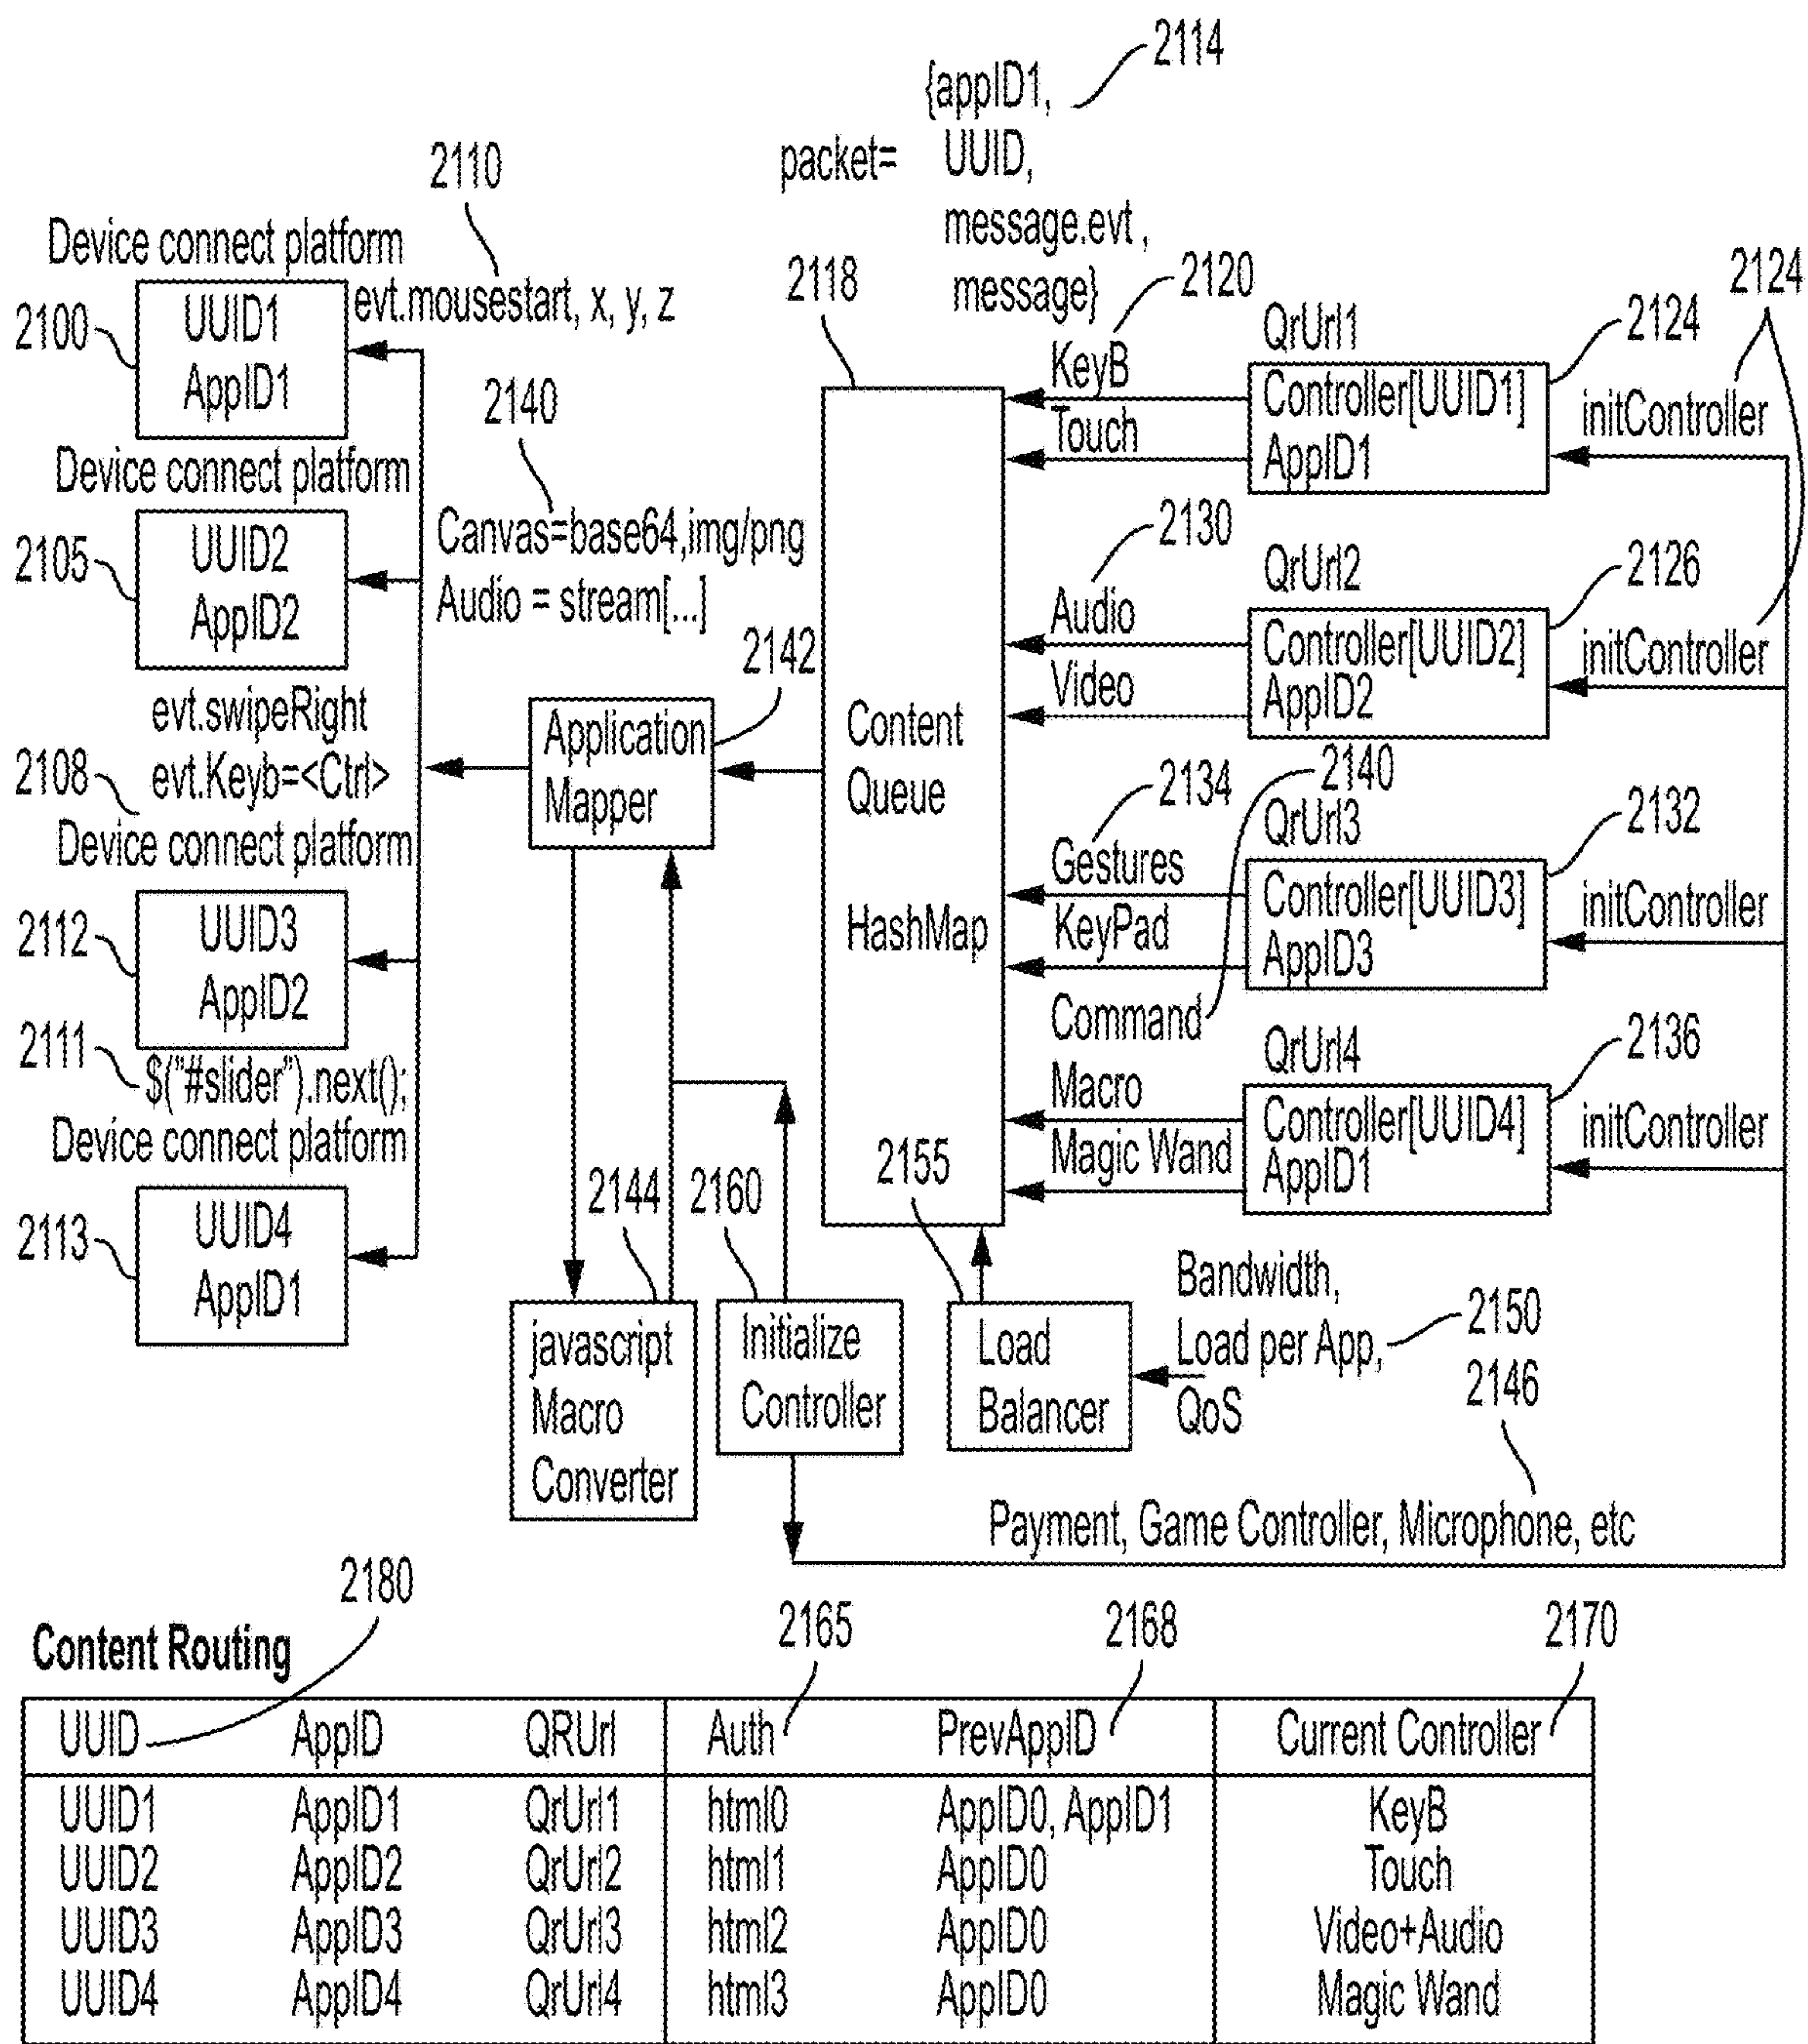 2114
{appID1,
packet= UUID,
message.evt ,
message}
2110
Device connect platform
evt.mousestart, x, y, z
2100
UUID1
AppID1
Device connect platform
2140
Canvas=base64,img/png
Audio = stream[...]
2105
UUID2
AppID2
evt.swipeRight
evt.Keyb=<Ctrl>
2108
Device connect platform
2112
UUID3
AppID2
2111
$("#slider").next();
Device connect platform
2113
UUID4
AppID1
2142
Application
Mapper
2118
Content
Queue
HashMap
2120
KeyB
Touch
2130
Audio
Video
2134
Gestures
KeyPad
2140
Command
Macro
Magic Wand
QrUrl1
2124
Controller[UUID1]
AppID1
2124
initController
QrUrl2
2126
Controller[UUID2]
AppID2
initController
QrUrl3
2132
Controller[UUID3]
AppID3
initController
QrUrl4
2136
Controller[UUID4]
AppID1
initController
2144
javascript
Macro
Converter
2160
Initialize
Controller
2155
Load
Balancer
Bandwidth,
Load per App,
QoS
2150
2146
Payment, Game Controller, Microphone, etc
2180
2165
2168
2170
Content Routing
UUID AppID QRUrl Auth PrevAppID Current Controller
UUID1 AppID1 QrUrl1 html0 AppID0, AppID1 KeyB
UUID2 AppID2 QrUrl2 html1 AppID0 Touch
UUID3 AppID3 QrUrl3 html2 AppID0 Video+Audio
UUID4 AppID4 QrUrl4 html3 AppID0 Magic Wand